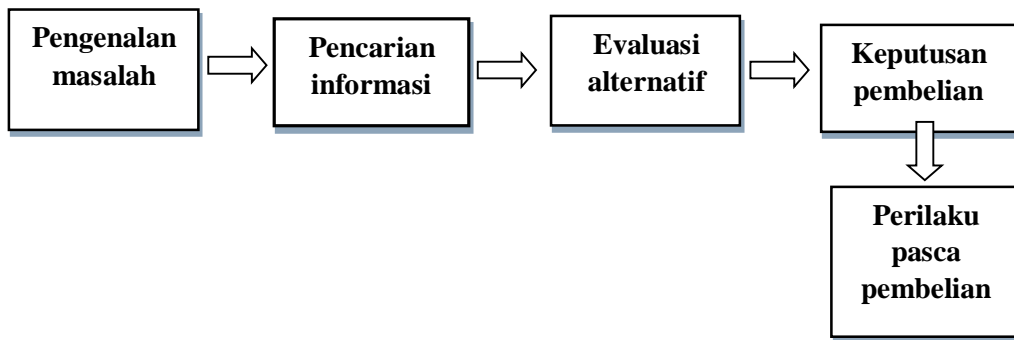 Pengenalan
masalah
Pencarian
informasi
Evaluasi
alternatif
Keputusan
pembelian
Perilaku
pasca
pembelian